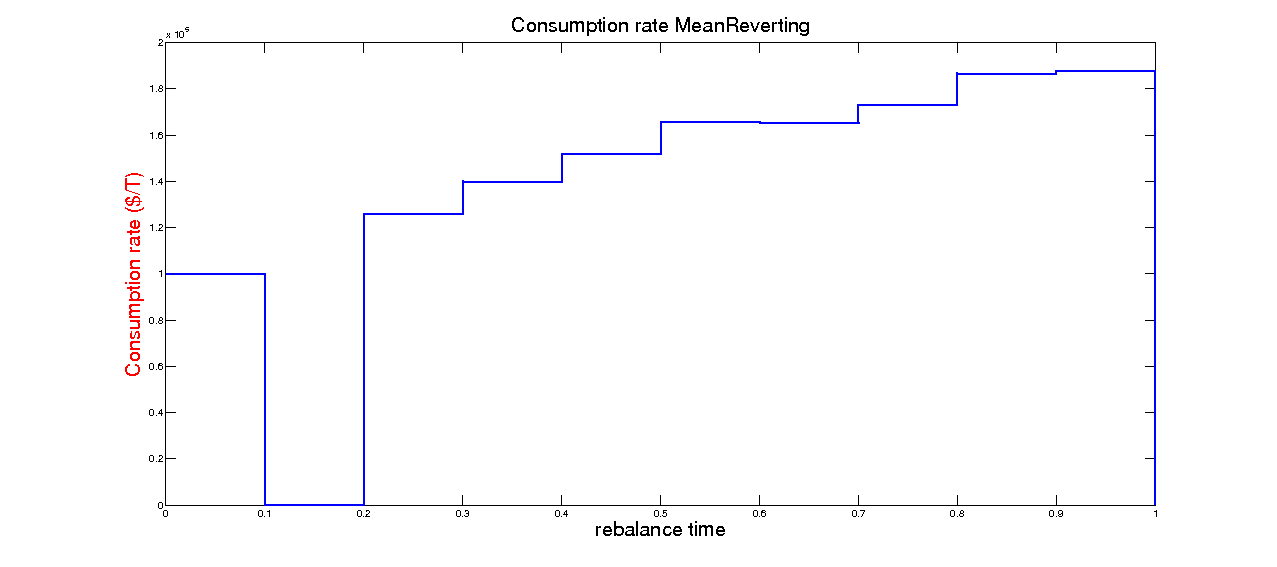 Consumption rate MeanReverting
x 10^5
2
1.8
1.6
1.4
1.2
1
0.8
0.6
0.4
0.2
0
Consumption rate ($/T)
0 0.1 0.2 0.3 0.4 0.5 0.6 0.7 0.8 0.9 1
rebalance time